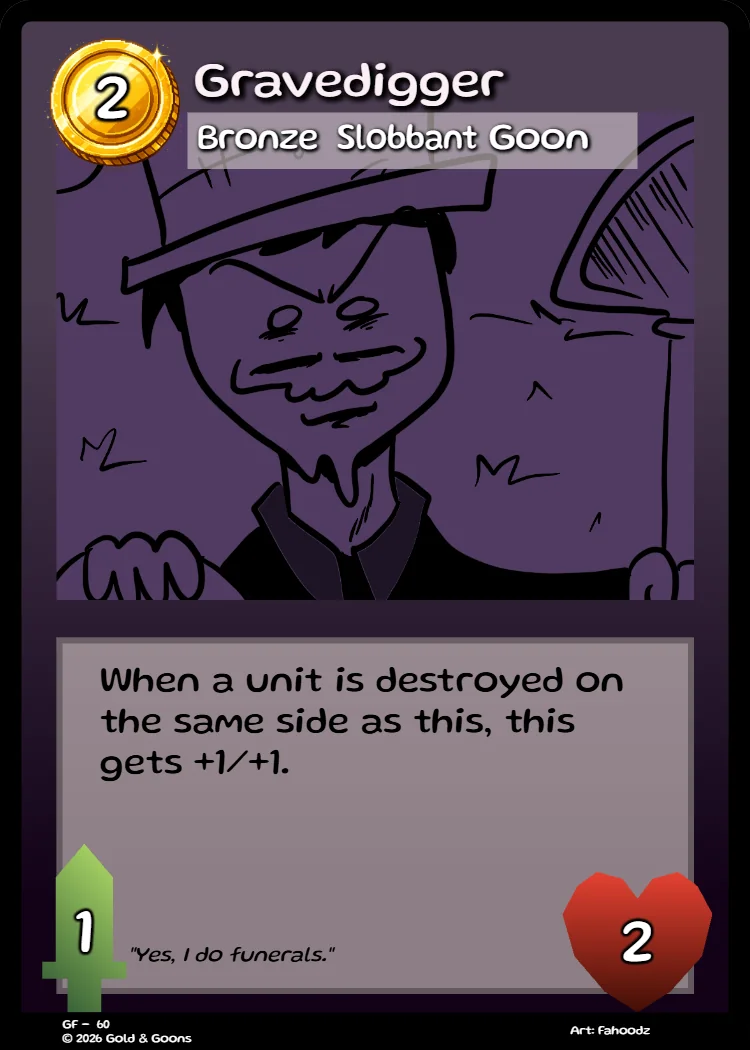 2
Gravedigger
Bronze Slobbant Goon
When a unit is destroyed on
the same side as this, this
gets +1/+1.
1
"Yes, I do funerals."
2
GF - 60
© 2026 Gold & Goons
Art: Fahoodz